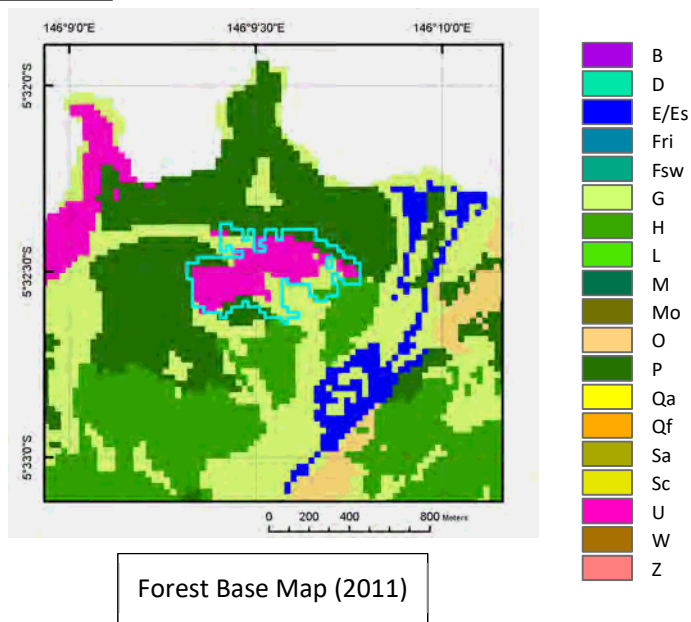 146°9'0"E
146°9'30"E
146°10'0"E
5°32'0"S
5°32'30"S
5°33'0"S
0 200 400 800 Meters
Forest Base Map (2011)
B
D
E/Es
Fri
Fsw
G
H
L
M
Mo
O
P
Qa
Qf
Sa
Sc
U
W
Z